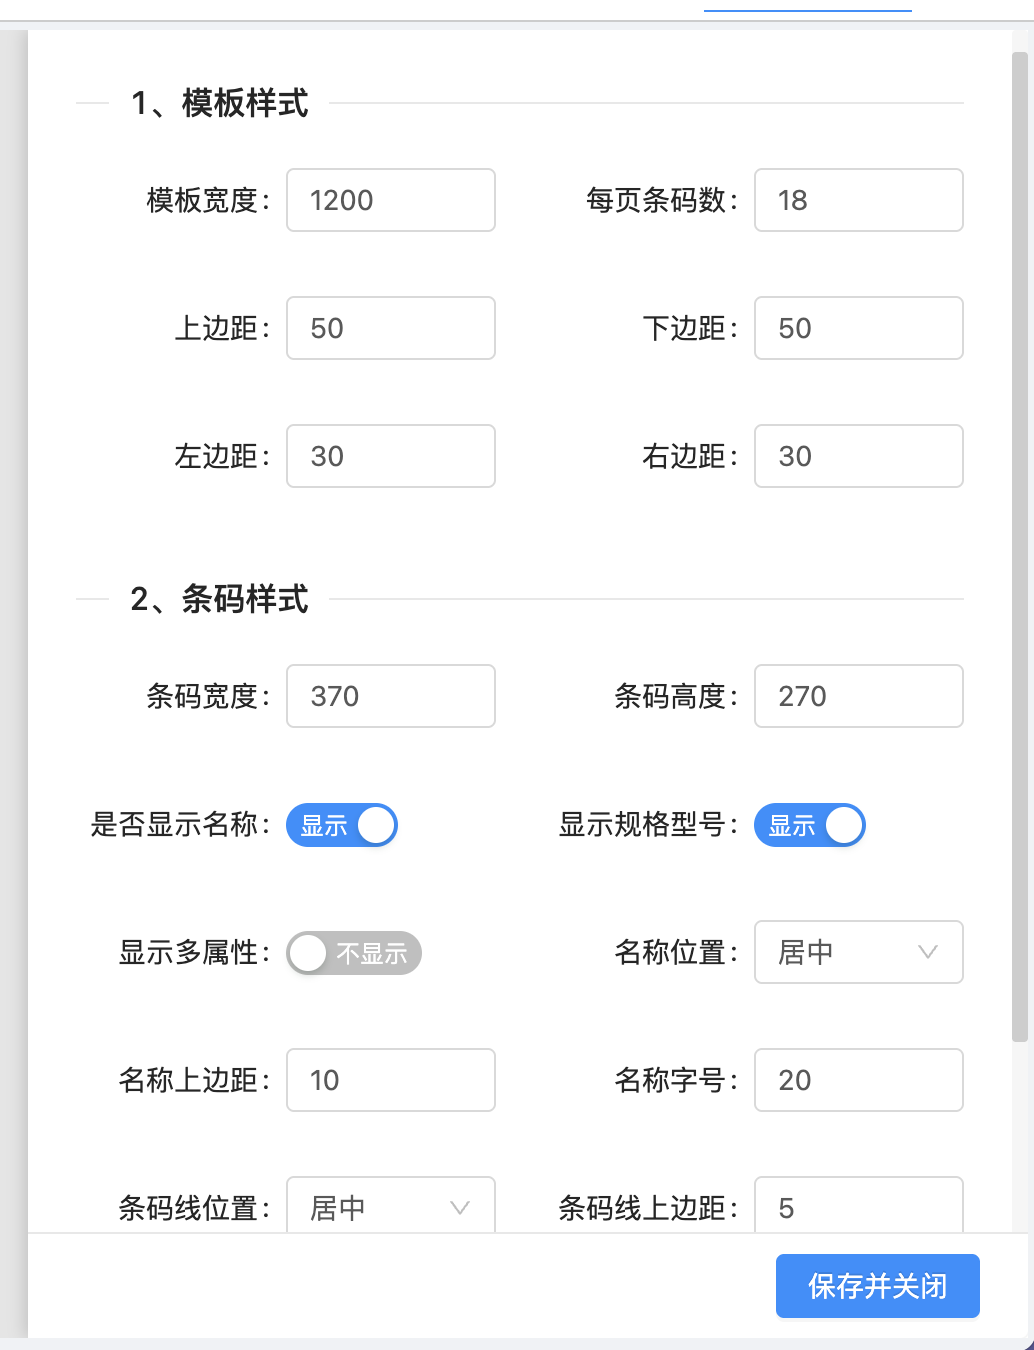 1、模板样式
模板宽度： 1200 每页条码数： 18
上边距： 50 下边距： 50
左边距： 30 右边距： 30
2、条码样式
条码宽度： 370 条码高度： 270
是否显示名称： 显示 显示规格型号： 显示
显示多属性： 不显示 名称位置： 居中
名称上边距： 10 名称字号： 20
条码线位置： 居中 条码线上边距： 5
保存并关闭